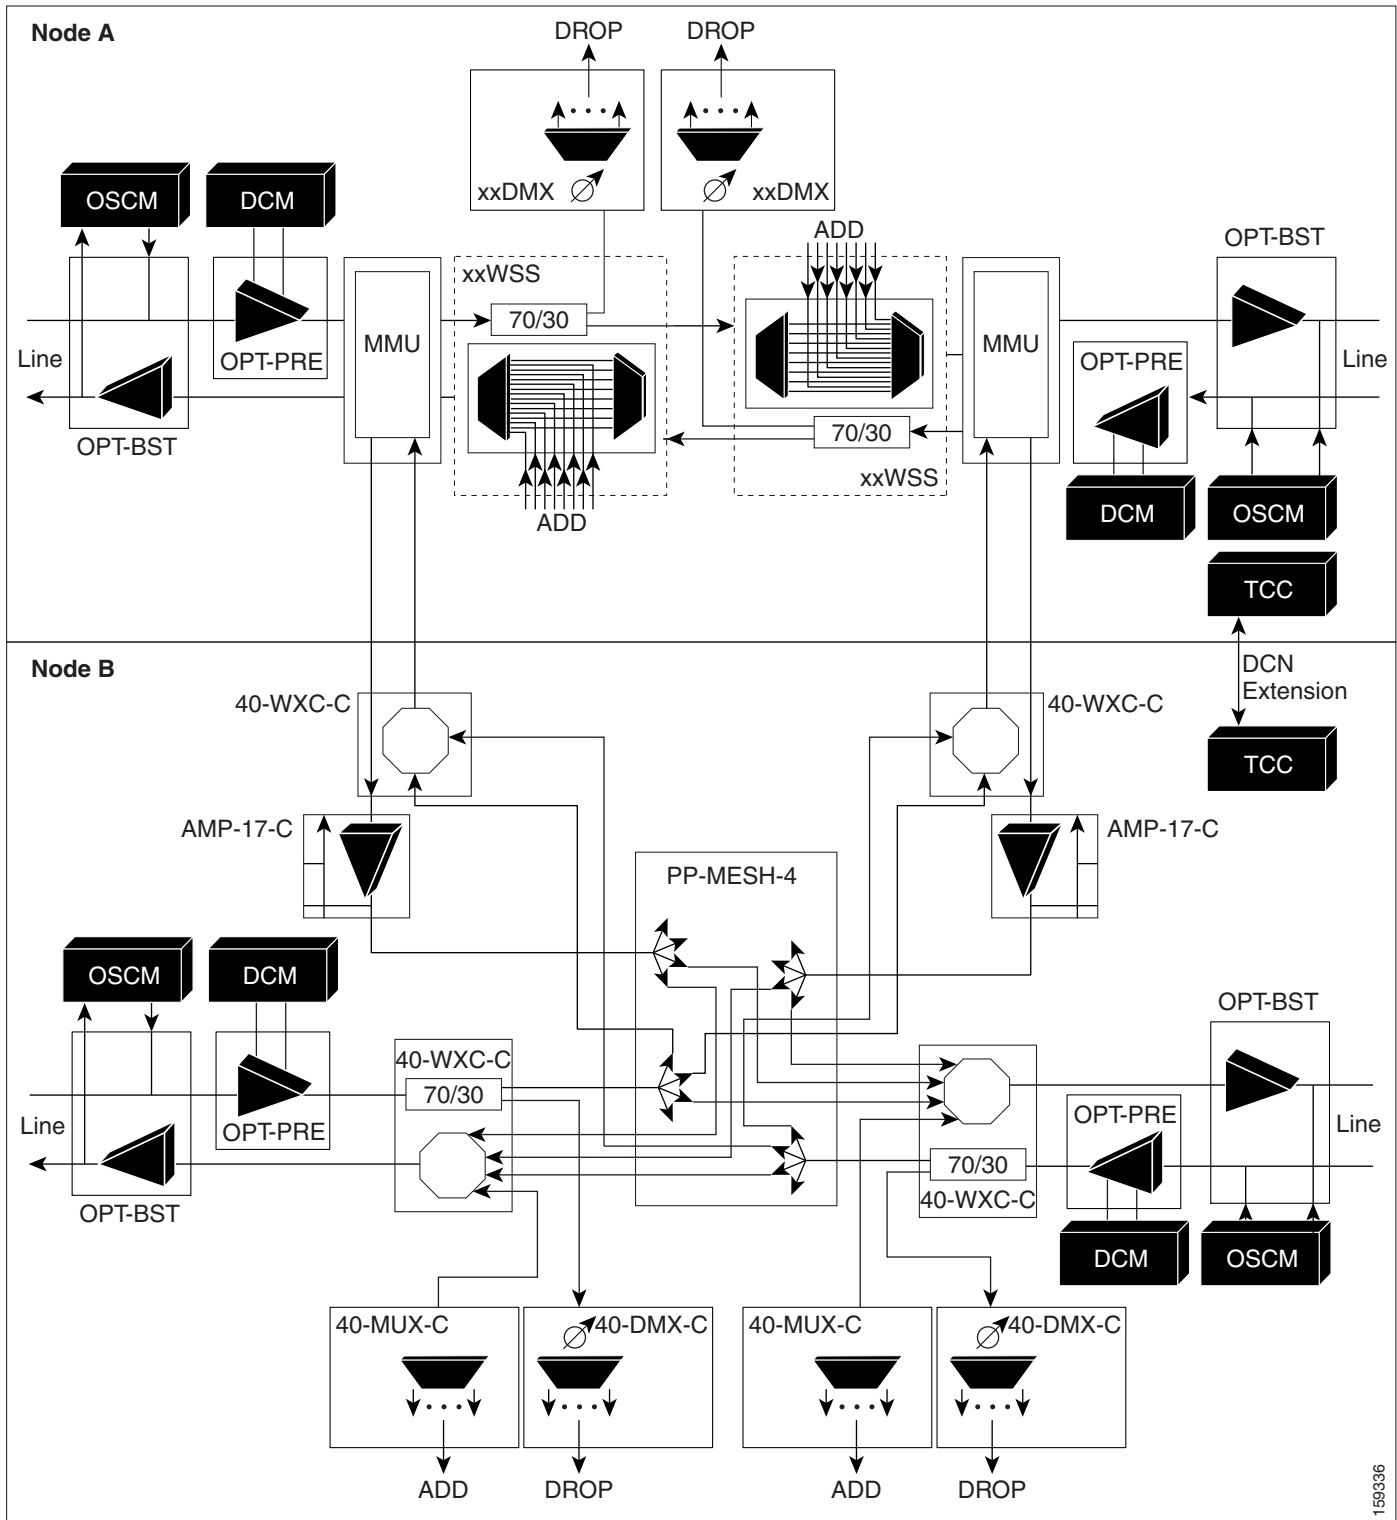 Node A
DROP
DROP
xxDMX
xxDMX
OSCM
DCM
ADD
OPT-BST
xxWSS
70/30
MMU
MMU
Line
OPT-PRE
OPT-PRE
Line
OPT-BST
70/30
xxWSS
ADD
DCM
OSCM
TCC
Node B
DCN
Extension
40-WXC-C
40-WXC-C
TCC
AMP-17-C
AMP-17-C
PP-MESH-4
OSCM
DCM
OPT-BST
40-WXC-C
70/30
OPT-PRE
OPT-PRE
Line
Line
70/30
40-WXC-C
OPT-BST
DCM
OSCM
40-MUX-C
40-DMX-C
40-MUX-C
40-DMX-C
ADD
DROP
ADD
DROP
159336